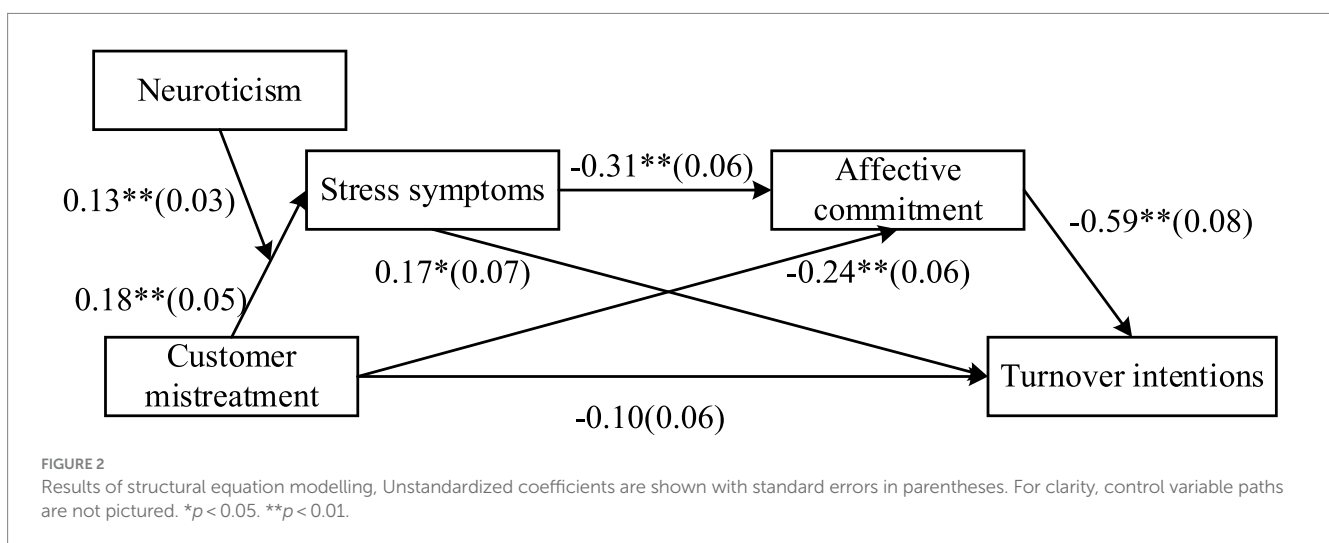 Neuroticism
0.13**(0.03)
Stress symptoms
-0.31**(0.06)
Affective
commitment
-0.59**(0.08)
0.18**(0.05)
0.17*(0.07)
-0.24**(0.06)
Customer
mistreatment
Turnover intentions
-0.10(0.06)
FIGURE 2
Results of structural equation modelling, Unstandardized coefficients are shown with standard errors in parentheses. For clarity, control variable paths
are not pictured. *p < 0.05. **p < 0.01.